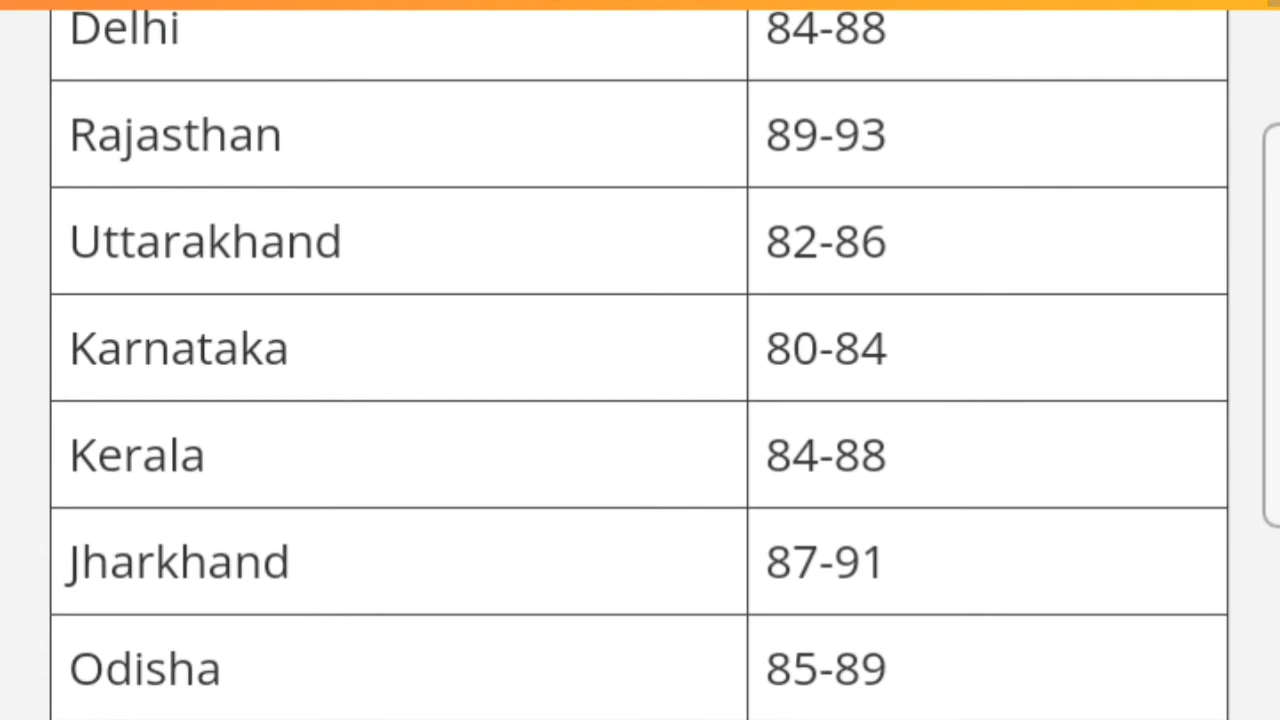 Delhi 84-88
Rajasthan 89-93
Uttarakhand 82-86
Karnataka 80-84
Kerala 84-88
Jharkhand 87-91
Odisha 85-89